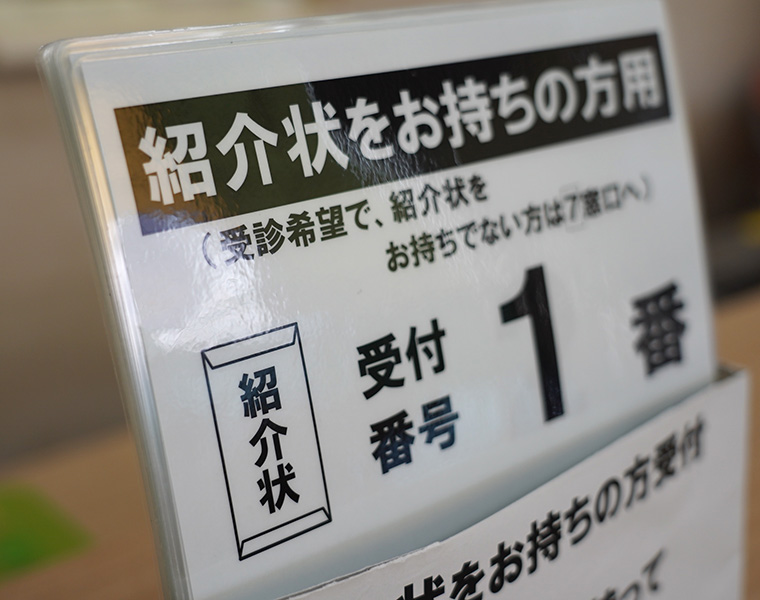 紹介状をお持ちの方用
（受診希望で、紹介状を
お持ちでない方は7窓口へ）
紹介状
受付
番号
1番
状をお持ちの方受付
って